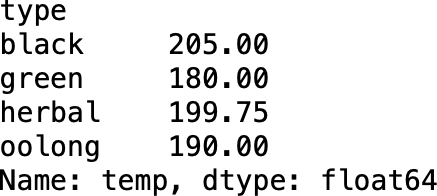 type
black     205.00
green     180.00
herbal    199.75
oolong    190.00
Name: temp, dtype: float64